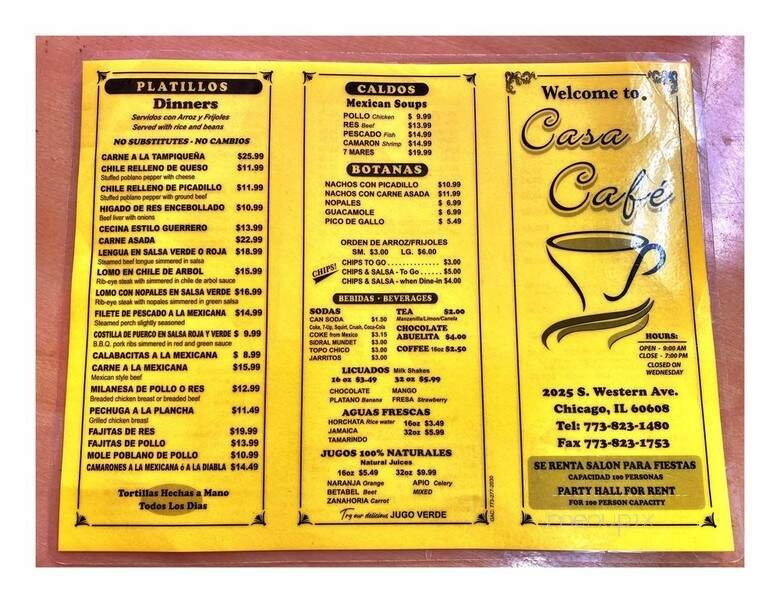 PLATILLOS
Dinners
Servidos con Arroz y Frijoles
Served with rice and beans
NO SUBSTITUTES - NO CAMBIOS
CARNE A LA TAMPIQUEÑA $25.99
CHILE RELLENO DE QUESO $11.99
Stuffed poblano pepper with cheese
CHILE RELLENO DE PICADILLO $11.99
Stuffed poblano pepper with ground beef
HIGADO DE RES ENCEBOLLADO $10.99
Beef liver with onions
CECINA ESTILO GUERRERO $13.99
CARNE ASADA $22.99
LENGUA EN SALSA VERDE O ROJA $18.99
Steamed beef tongue simmered in salsa
LOMO EN CHILE DE ARBOL $15.99
Rib-eye steak with simmered in chile de arbol sauce
LOMO CON NOPALES EN SALSA VERDE $16.99
Rib-eye steak with nopales simmered in green salsa
FILETE DE PESCADO A LA MEXICANA $14.99
Steamed perch slightly seasoned
COSTILLA DE PUERCO EN SALSA ROJA Y VERDE $ 9.99
B.B.Q. pork ribs simmered in red and green sauce
CALABACITAS A LA MEXICANA $ 8.99
CARNE A LA MEXICANA $15.99
Mexican style beef
MILANESA DE POLLO O RES $12.99
Breaded chicken breast or breaded beef
PECHUGA A LA PLANCHA $11.49
Grilled chicken breast
FAJITAS DE RES $19.99
FAJITAS DE POLLO $13.99
MOLE POBLANO DE POLLO $10.99
CAMARONES A LA MEXICANA ó A LA DIABLA $14.49
Tortillas Hechas a Mano
Todos Los Dias
CALDOS
Mexican Soups
POLLO Chicken $ 9.99
RES Beef $13.99
PESCADO Fish $14.99
CAMARON Shrimp $14.99
7 MARES $19.99
BOTANAS
NACHOS CON PICADILLO $10.99
NACHOS CON CARNE ASADA $11.99
NOPALES $ 6.99
GUACAMOLE $ 6.99
PICO DE GALLO $ 5.49
ORDEN DE ARROZ/FRIJOLES
SM. $3.00 LG. $6.00
CHIPS!
CHIPS TO GO ............ $3.00
CHIPS & SALSA - To Go ..... $5.00
CHIPS & SALSA - when Dine-in $4.00
BEBIDAS • BEVERAGES
SODAS
CAN SODA $1.50
Coke, 7-Up, Squirt, Crush, Coca-Cola
COKE from Mexico $3.15
SIDRAL MUNDET $3.00
TOPO CHICO $3.00
JARRITOS $3.00
TEA $2.00
Manzanilla/Limon/Canela
CHOCOLATE
ABUELITA $4.00
COFFEE 16oz $2.50
LICUADOS Milk Shakes
16 oz $3.49 32 oz $5.99
CHOCOLATE MANGO
PLATANO Banana FRESA Strawberry
AGUAS FRESCAS
HORCHATA Rice water 16oz $3.49
JAMAICA 32oz $5.99
TAMARINDO
JUGOS 100% NATURALES
Natural Juices
16oz $5.49 32oz $9.99
NARANJA Orange APIO Celery
BETABEL Beet MIXED
ZANAHORIA Carrot
Try our delicious JUGO VERDE
GAC: 773-277-2030
Welcome to.
Casa
Café
HOURS:
OPEN - 9:00 AM
CLOSE - 7:00 PM
CLOSED ON
WEDNESDAY
2025 S. Western Ave.
Chicago, IL 60608
Tel: 773-823-1480
Fax 773-823-1753
SE RENTA SALON PARA FIESTAS
CAPACIDAD 100 PERSONAS
PARTY HALL FOR RENT
FOR 100 PERSON CAPACITY
menupix